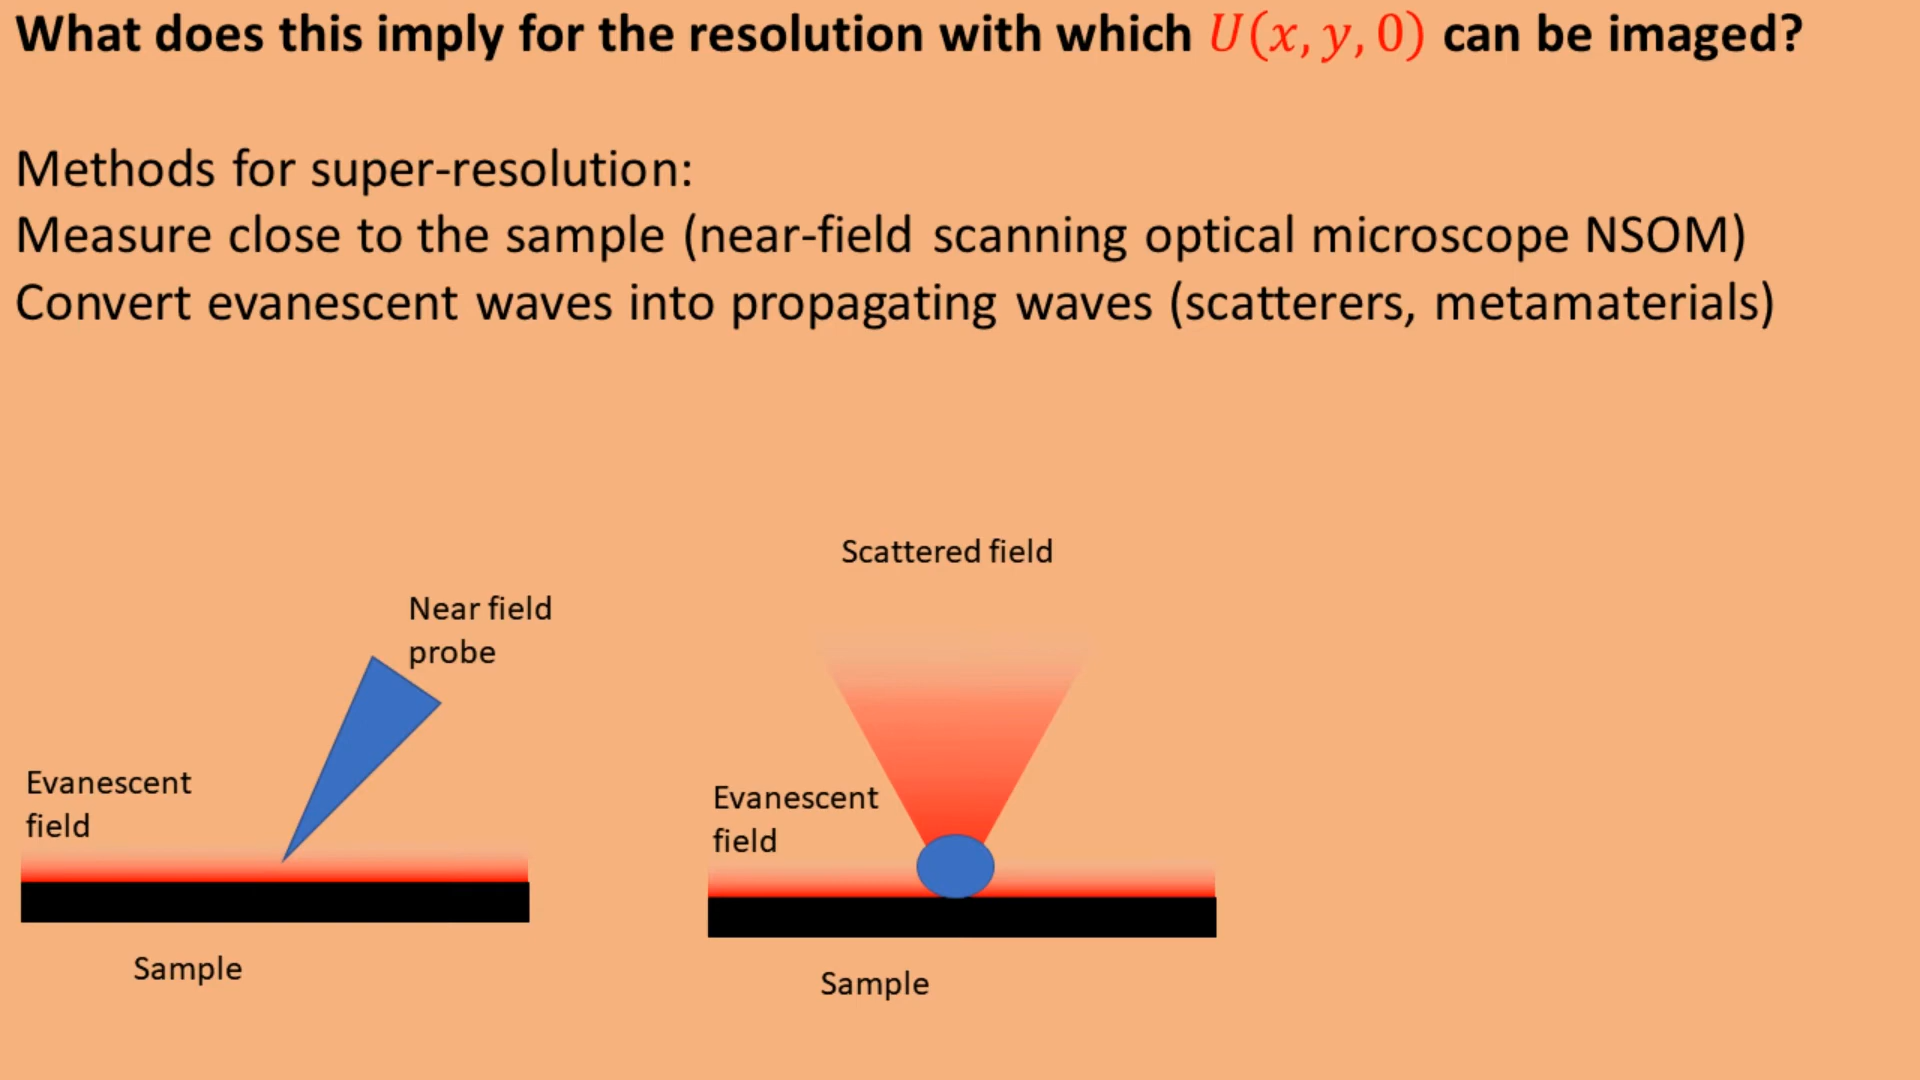 What does this imply for the resolution with which U(x, y, 0) can be imaged?
Methods for super-resolution:
Measure close to the sample (near-field scanning optical microscope NSOM)
Convert evanescent waves into propagating waves (scatterers, metamaterials)
Near field
probe
Evanescent
field
Sample
Scattered field
Evanescent
field
Sample